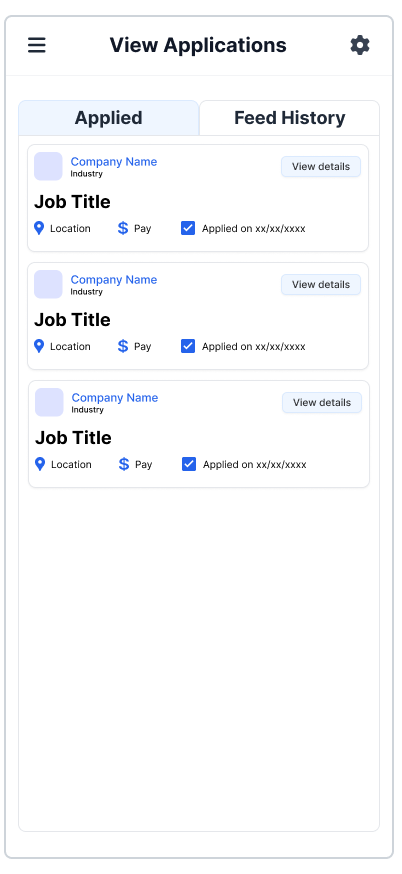 View Applications
Applied
Feed History
Company Name
Industry
View details
Job Title
Location
$ Pay
Applied on xx/xx/xxxx
Company Name
Industry
View details
Job Title
Location
$ Pay
Applied on xx/xx/xxxx
Company Name
Industry
View details
Job Title
Location
$ Pay
Applied on xx/xx/xxxx